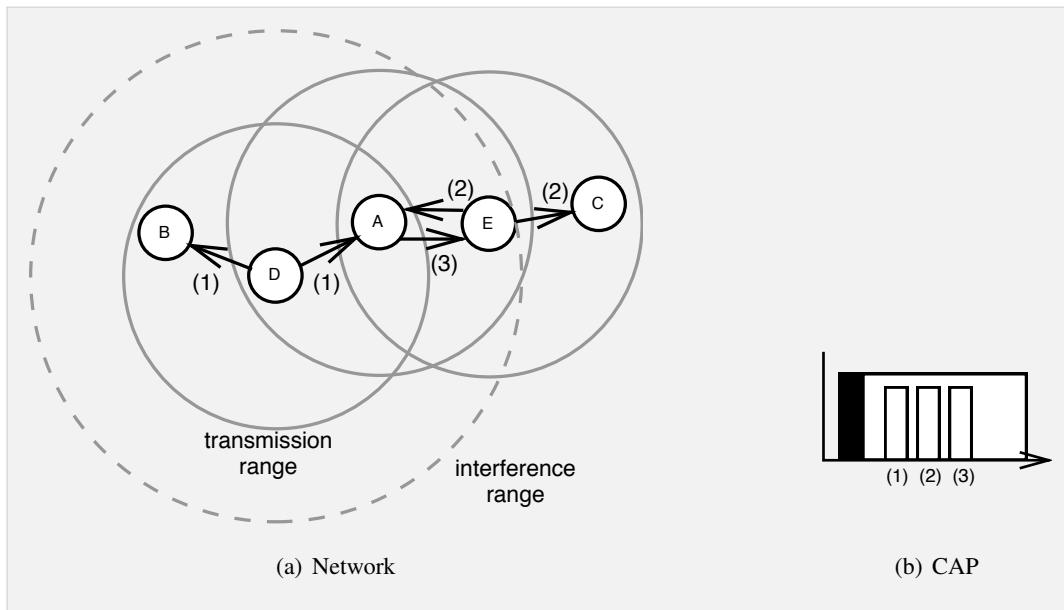 (2)
(2)
C
B
A
E
(3)
D
(1)
(1)
transmission
range
interference
range
(1) (2) (3)
(a) Network
(b) CAP